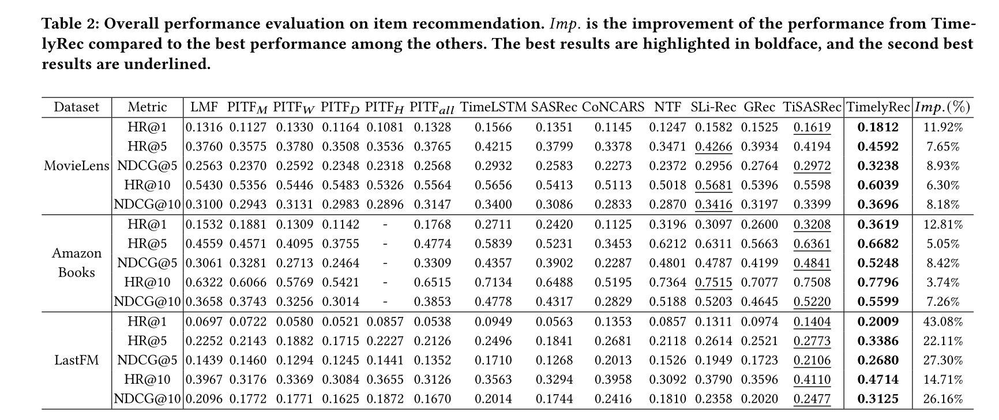 Table 2: Overall performance evaluation on item recommendation. Imp. is the improvement of the performance from Time-
lyRec compared to the best performance among the others. The best results are highlighted in boldface, and the second best
results are underlined.
Dataset Metric LMF PITF_M PITF_W PITF_D PITF_H PITF_all TimeLSTM SASRec CoNCARS NTF SLi-Rec GRec TiSASRec TimelyRec Imp.(%)
HR@1 0.1316 0.1127 0.1330 0.1164 0.1081 0.1328 0.1566 0.1351 0.1145 0.1247 0.1582 0.1525 0.1619 0.1812 11.92%
HR@5 0.3760 0.3575 0.3780 0.3508 0.3536 0.3765 0.4215 0.3799 0.3378 0.3471 0.4266 0.3934 0.4194 0.4592 7.65%
MovieLens NDCG@5 0.2563 0.2370 0.2592 0.2348 0.2318 0.2568 0.2932 0.2583 0.2273 0.2372 0.2956 0.2764 0.2972 0.3238 8.93%
HR@10 0.5430 0.5356 0.5446 0.5483 0.5326 0.5564 0.5656 0.5413 0.5113 0.5018 0.5681 0.5396 0.5598 0.6039 6.30%
NDCG@10 0.3100 0.2943 0.3131 0.2983 0.2896 0.3147 0.3400 0.3086 0.2833 0.2870 0.3416 0.3197 0.3399 0.3696 8.18%
HR@1 0.1532 0.1881 0.1309 0.1142 - 0.1768 0.2711 0.2420 0.1125 0.3196 0.3097 0.2600 0.3208 0.3619 12.81%
HR@5 0.4559 0.4571 0.4095 0.3755 - 0.4774 0.5839 0.5231 0.3453 0.6212 0.6311 0.5663 0.6361 0.6682 5.05%
Amazon
Books
NDCG@5 0.3061 0.3281 0.2713 0.2464 - 0.3309 0.4357 0.3902 0.2287 0.4801 0.4787 0.4199 0.4841 0.5248 8.42%
HR@10 0.6322 0.6066 0.5769 0.5421 - 0.6515 0.7134 0.6488 0.5195 0.7364 0.7515 0.7077 0.7508 0.7796 3.74%
NDCG@10 0.3658 0.3743 0.3256 0.3014 - 0.3853 0.4778 0.4317 0.2829 0.5188 0.5203 0.4645 0.5220 0.5599 7.26%
HR@1 0.0697 0.0722 0.0580 0.0521 0.0857 0.0538 0.0949 0.0563 0.1353 0.0857 0.1311 0.0974 0.1404 0.2009 43.08%
HR@5 0.2252 0.2143 0.1882 0.1715 0.2227 0.2126 0.2496 0.1841 0.2681 0.2118 0.2614 0.2521 0.2773 0.3386 22.11%
LastFM NDCG@5 0.1439 0.1460 0.1294 0.1245 0.1441 0.1352 0.1710 0.1268 0.2013 0.1526 0.1949 0.1723 0.2106 0.2680 27.30%
HR@10 0.3967 0.3176 0.3369 0.3084 0.3655 0.3126 0.3563 0.3294 0.3958 0.3092 0.3790 0.3596 0.4110 0.4714 14.71%
NDCG@10 0.2096 0.1772 0.1771 0.1625 0.1872 0.1670 0.2014 0.1744 0.2416 0.1810 0.2358 0.2020 0.2477 0.3125 26.16%